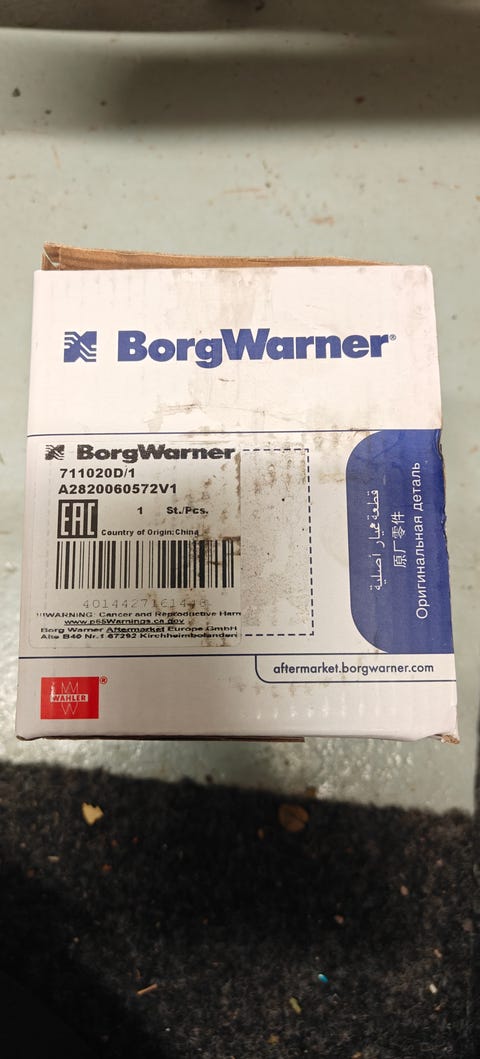 BorgWarner®
BorgWarner
711020D/1
A2820060572V1
1 St./Pcs.
EAC
Country of Origin:China
WARNING: Cancer and Reproductive Harm
www.p65Warnings.ca.gov
Borg Warner Aftermarket Europe GmbH
Alte B40 Nr.1 67292 Kirchheimbolanden
قطعة غيار أصلية
原厂零件
Оригинальная деталь
aftermarket.borgwarner.com
WAHLER®